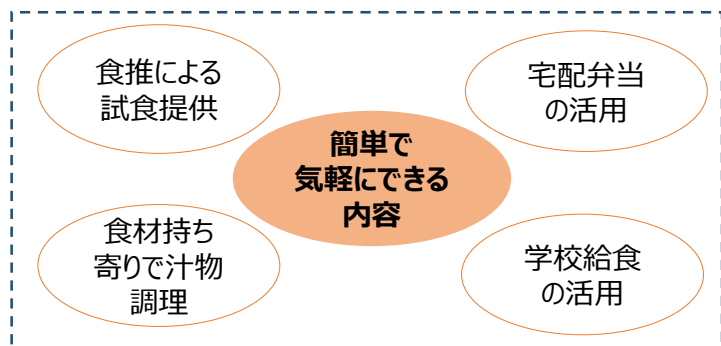 食推による
試食提供
宅配弁当
の活用
簡単で
気軽にできる
内容
食材持ち
寄りで汁物
調理
学校給食
の活用